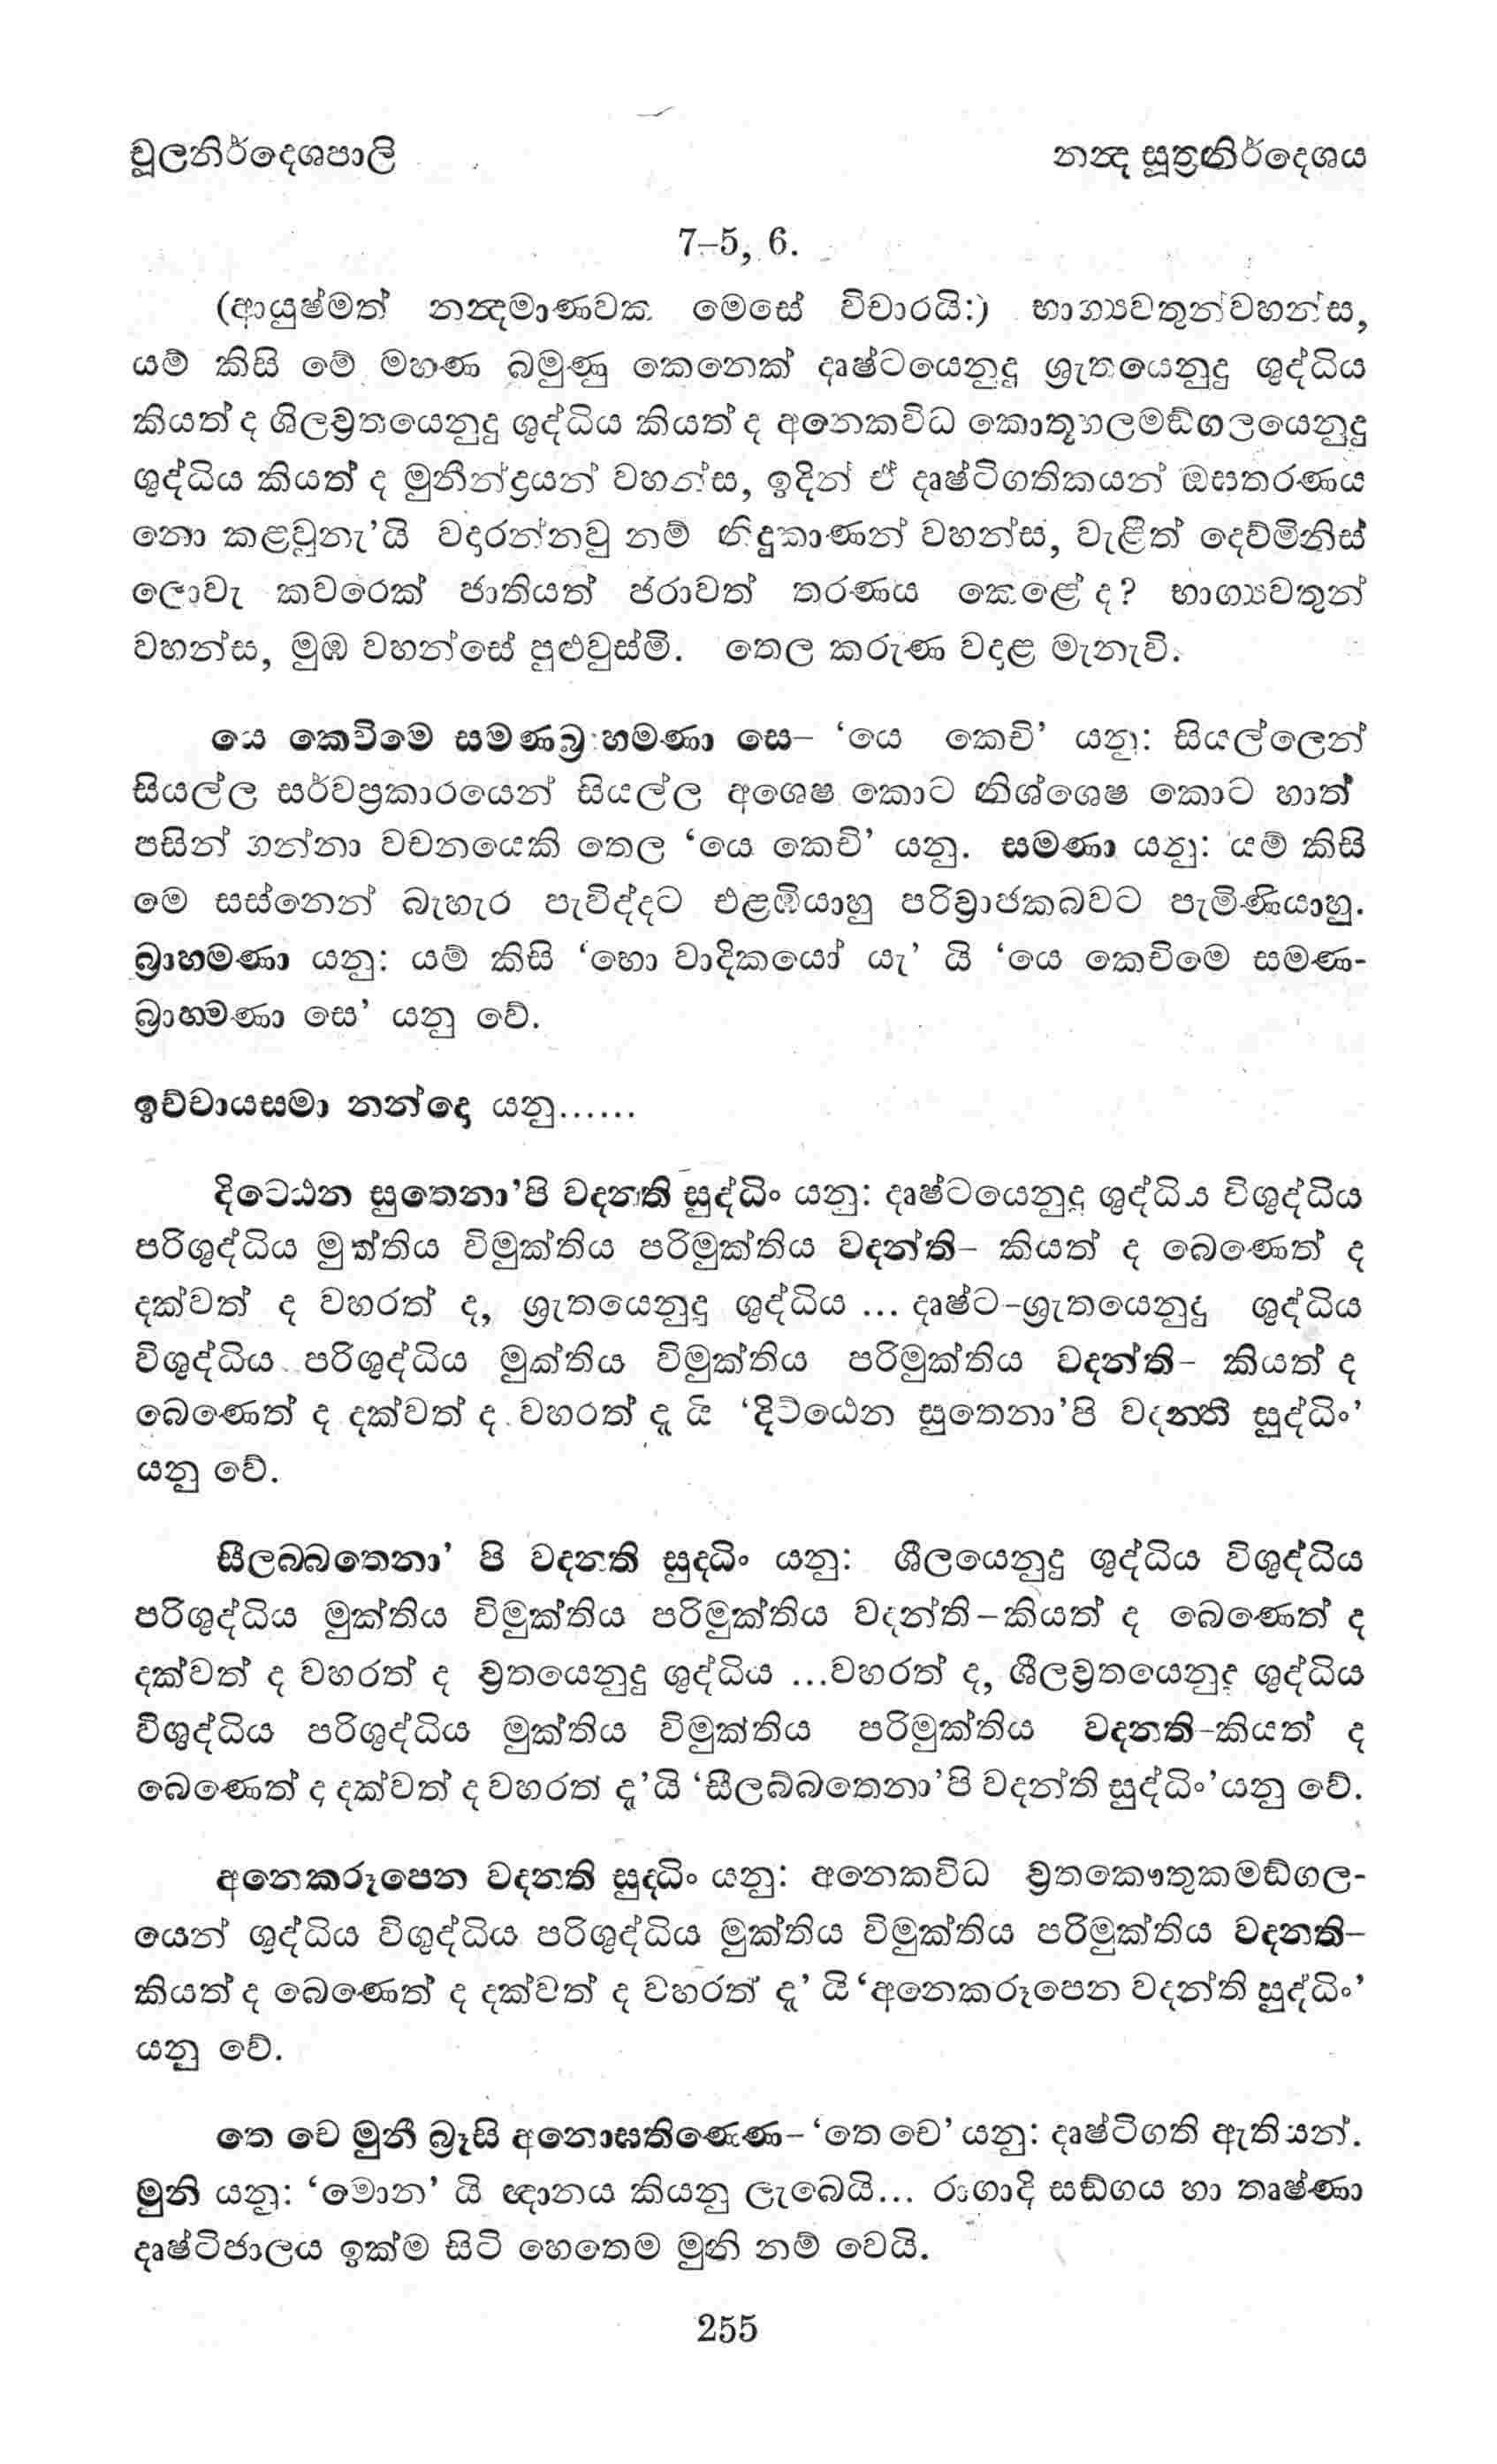 චූලනිර්දෙශපාලි නන්‍ද සූත්‍රනිර්දෙශය
7–5, 6.
(ආයුෂ්මත් නන්‍දමාණවක මෙසේ විචාරයි:) භාග්‍යවතුන්වහන්ස,
යම් කිසි මේ මහණ බමුණු කෙනෙක් දෘෂ්ටයෙනුදු ශ්‍රැතයෙනුදු ශුද්ධිය
කියත් ද ශීලව්‍රතයෙනුදු ශුද්ධිය කියත් ද අනෙකවිධ කොතූහලමඞ්ගලයෙනුදු
ශුද්ධිය කියත් ද මුනීන්ද්‍රයන් වහන්ස, ඉදින් ඒ දෘෂ්ටිගතිකයන් ඔඝතරණය
නො කළවුනැ’යි වදරන්නවු නම් නිදුකාණන් වහන්ස, වැළීත් දෙව්මිනිස්
ලොවැ කවරෙක් ජාතියත් ජරාවත් තරණය කෙළේ ද? භාග්‍යවතුන්
වහන්ස, මුඹ වහන්සේ පුළුවුස්මි. තෙල කරුණ වදළ මැනැවි.
යෙ කෙචිමෙ සමණබ්‍රාහමණා සෙ– ‘යෙ කෙචි’ යනු: සියල්ලෙන්
සියල්ල සර්වප්‍රකාරයෙන් සියල්ල අශෙෂ කොට නිශ්ශෙෂ කොට හාත්
පසින් ගන්නා වචනයෙකි තෙල ‘යෙ කෙචි’ යනු. සමණා යනු: යම් කිසි
මෙ සස්නෙන් බැහැර පැවිද්දට එළඹියාහු පරිව්‍රාජකබවට පැමිණියාහු.
බ්‍රාහමණා යනු: යම් කිසි ‘භො වාදිකයෝ යැ’ යි ‘යෙ කෙචිමෙ සමණ-
බ්‍රාහමණා සෙ’ යනු වේ.
ඉච්චායසමා නන්දො යනු......
දිටෙඨන සුතෙනා’පි වදනති සුද්ධිං යනු: දෘෂ්ටයෙනුදු ශුද්ධිය විශුද්ධිය
පරිශුද්ධිය මුක්තිය විමුක්තිය පරිමුක්තිය වදන්ති– කියත් ද බෙණෙත් ද
දක්වත් ද වහරත් ද, ශ්‍රැතයෙනුදු ශුද්ධිය ... දෘෂ්ට-ශ්‍රැතයෙනුදු ශුද්ධිය
විශුද්ධිය පරිශුද්ධිය මුක්තිය විමුක්තිය පරිමුක්තිය වදන්ති– කියත් ද
බෙණෙත් ද දක්වත් ද වහරත් දැ යි ‘දිට්ඨෙන සුතෙනා’පි වදනති සුද්ධිං’
යනු වේ.
සීලබබතෙනා’ පි වදනති සුදධිං යනු: ශීලයෙනුදු ශුද්ධිය විශුද්ධිය
පරිශුද්ධිය මුක්තිය විමුක්තිය පරිමුක්තිය වදන්ති–කියත් ද බෙණෙත් ද
දක්වත් ද වහරත් ද ව්‍රතයෙනුදු ශුද්ධිය ...වහරත් ද, ශීලව්‍රතයෙනුදු ශුද්ධිය
විශුද්ධිය පරිශුද්ධිය මුක්තිය විමුක්තිය පරිමුක්තිය වදනති–කියත් ද
බෙණෙත් ද දක්වත් ද වහරත් දැ’යි ‘සීලබ්බතෙනා’පි වදන්ති සුද්ධිං’යනු වේ.
අනෙකරූපෙන වදනති සුදධිං යනු: අනෙකවිධ ව්‍රතකෞතුකමඞ්ගල-
යෙන් ශුද්ධිය විශුද්ධිය පරිශුද්ධිය මුක්තිය විමුක්තිය පරිමුක්තිය වදනති–
කියත් ද බෙණෙත් ද දක්වත් ද වහරත් දැ’ යි ‘අනෙකරූපෙන වදන්ති සුද්ධිං’
යනු වේ.
තෙ චෙ මුනී බ්‍රෑසි අනොඝතිණෙණ– ‘තෙ චෙ’ යනු: දෘෂ්ටිගති ඇතියන්.
මුනි යනු: ‘මොන’ යි ඥානය කියනු ලැබෙයි... රාගාදි සඞ්ගය හා තෘෂ්ණා
දෘෂ්ටිජාලය ඉක්ම සිටි හෙතෙම මුනි නම් වෙයි.
255